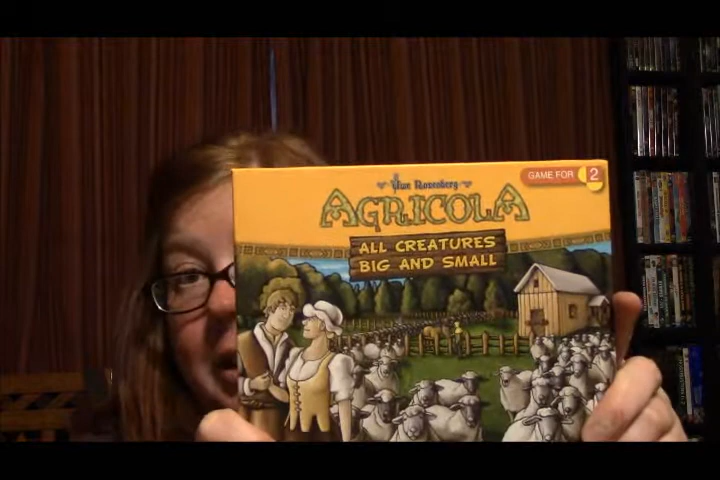 Uwe Rosenberg
GAME FOR 2
AGRICOLA
ALL CREATURES
BIG AND SMALL